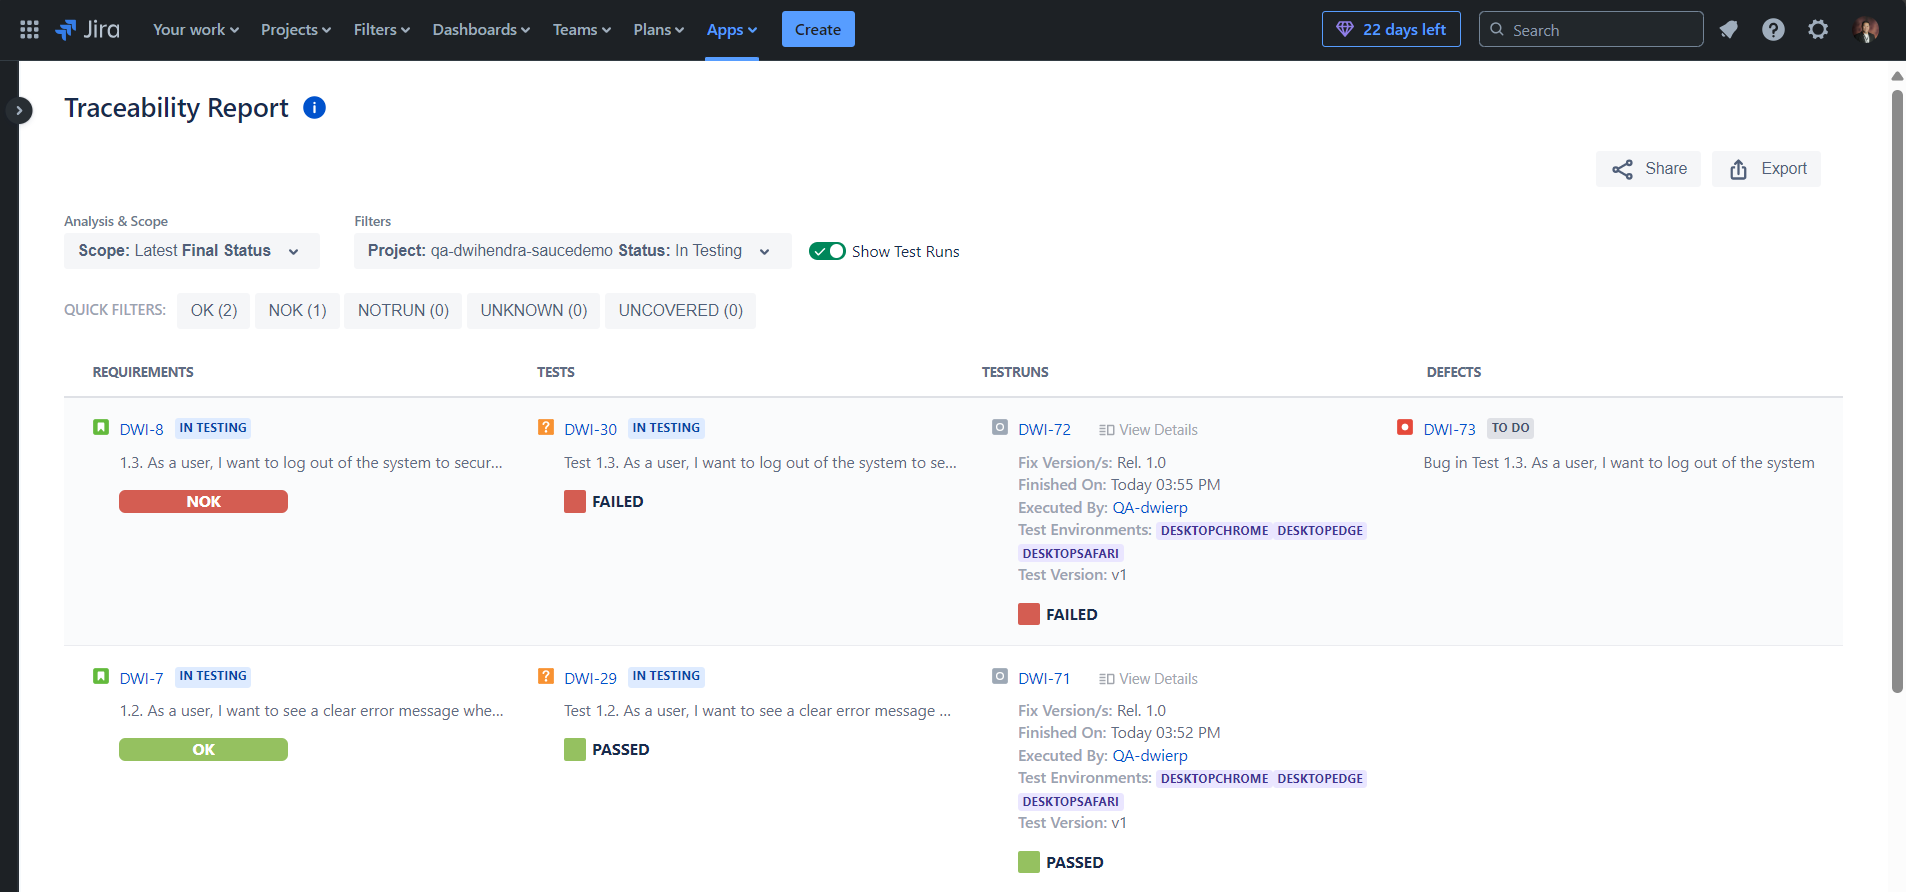 Jira Your work Projects Filters Dashboards Teams Plans Apps Create 22 days left Search
Traceability Report
Share Export
Analysis & Scope Filters
Scope: Latest Final Status Project: qa-dwihendra-saucedemo Status: In Testing Show Test Runs
QUICK FILTERS: OK (2) NOK (1) NOTRUN (0) UNKNOWN (0) UNCOVERED (0)
REQUIREMENTS TESTS TESTRUNS DEFECTS
DWI-8 IN TESTING DWI-30 IN TESTING DWI-72 View Details DWI-73 TO DO
1.3. As a user, I want to log out of the system to secur... Test 1.3. As a user, I want to log out of the system to se... Fix Version/s: Rel. 1.0 Bug in Test 1.3. As a user, I want to log out of the system
Finished On: Today 03:55 PM
NOK FAILED Executed By: QA-dwierp
Test Environments: DESKTOPCHROME DESKTOPEDGE
DESKTOPSAFARI
Test Version: v1
FAILED
DWI-7 IN TESTING DWI-29 IN TESTING DWI-71 View Details
1.2. As a user, I want to see a clear error message whe... Test 1.2. As a user, I want to see a clear error message ... Fix Version/s: Rel. 1.0
Finished On: Today 03:52 PM
OK PASSED Executed By: QA-dwierp
Test Environments: DESKTOPCHROME DESKTOPEDGE
DESKTOPSAFARI
Test Version: v1
PASSED